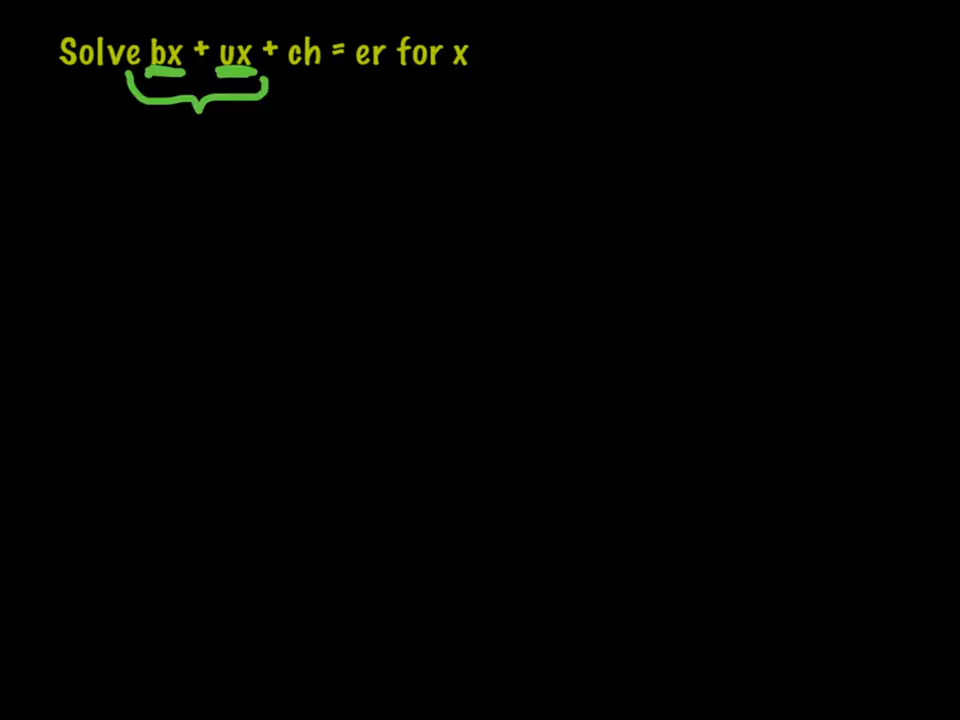 Solve bx + ux + ch = er for x